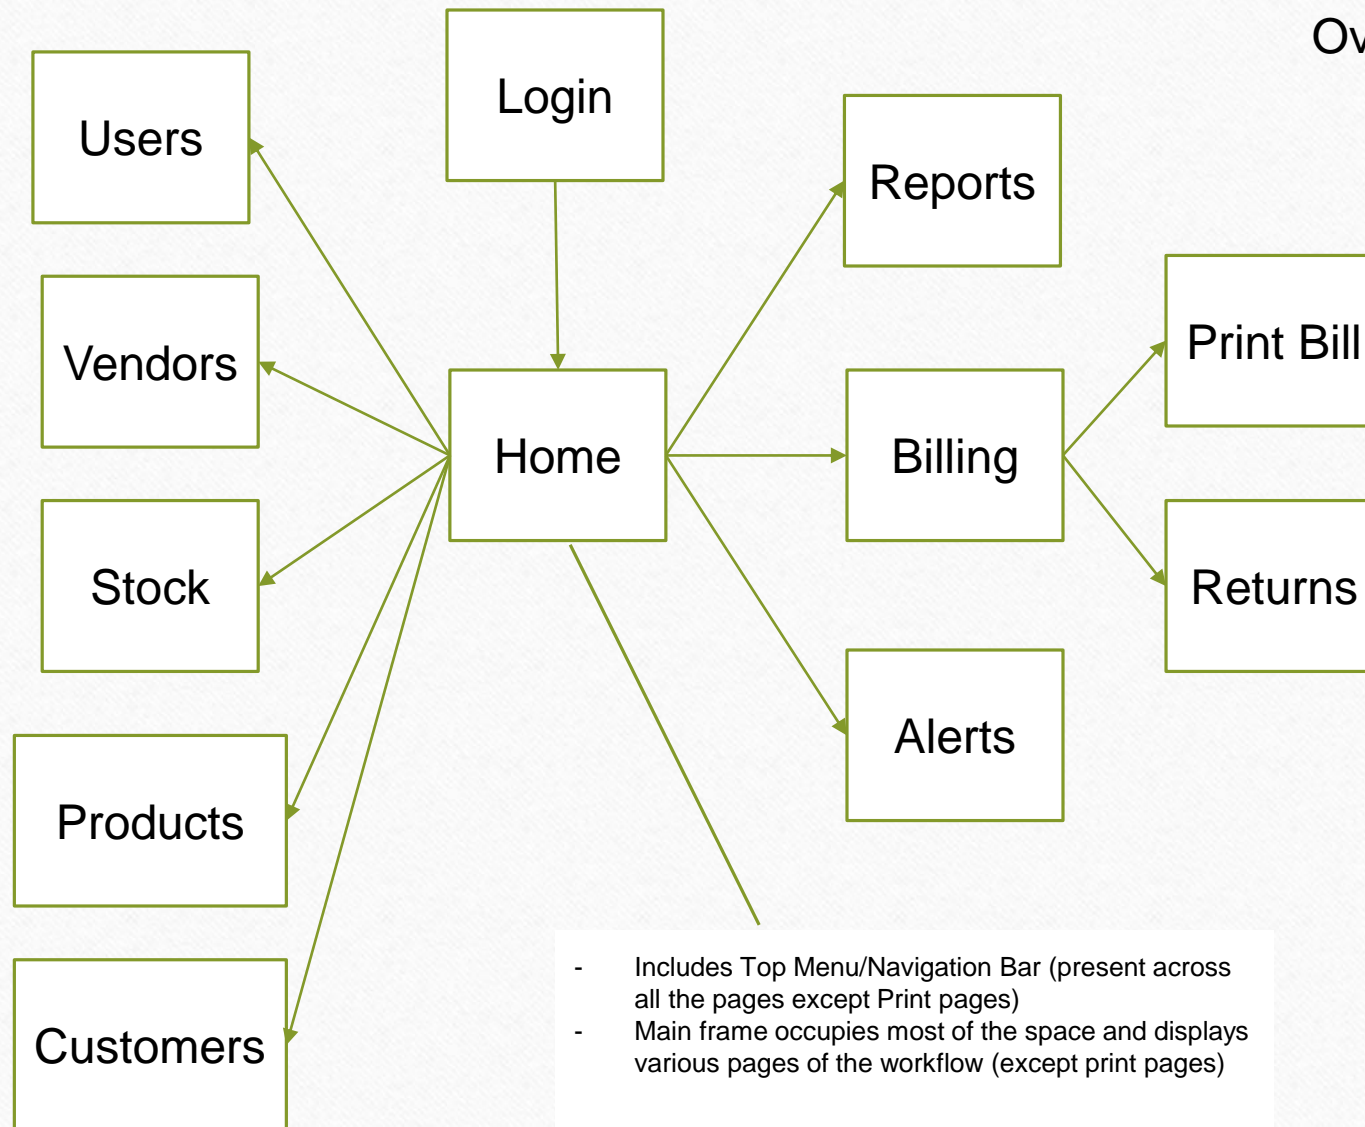 Ov
Login
Users
Reports
Print Bill
Vendors
Home
Billing
Stock
Returns
Alerts
Products
Customers
- Includes Top Menu/Navigation Bar (present across
all the pages except Print pages)
- Main frame occupies most of the space and displays
various pages of the workflow (except print pages)